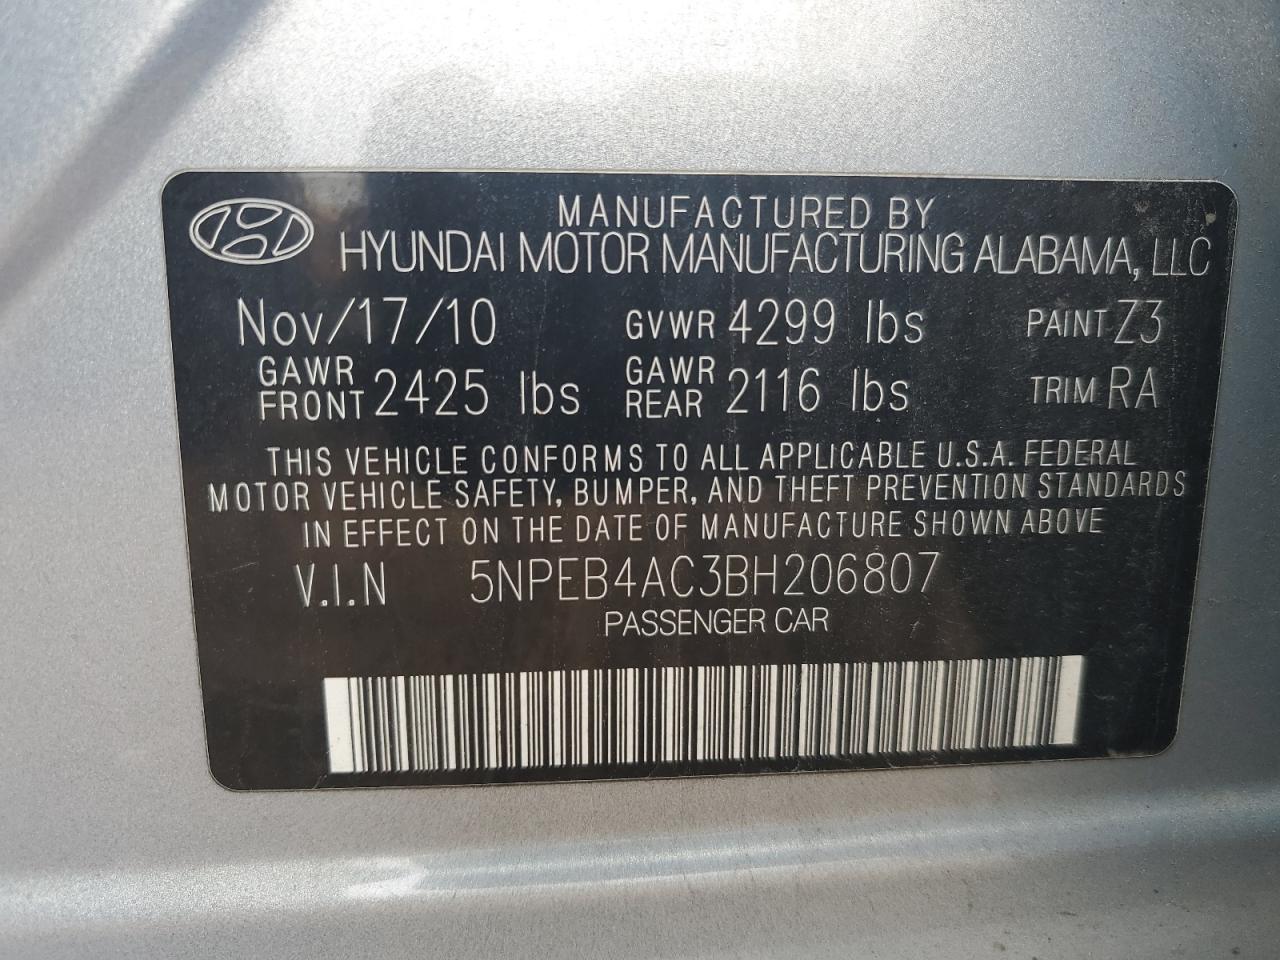 MANUFACTURED BY
HYUNDAI MOTOR MANUFACTURING ALABAMA, LLC
Nov/17/10 GVWR 4299 lbs PAINT Z3
GAWR FRONT 2425 lbs GAWR REAR 2116 lbs TRIM RA
THIS VEHICLE CONFORMS TO ALL APPLICABLE U.S.A. FEDERAL
MOTOR VEHICLE SAFETY, BUMPER, AND THEFT PREVENTION STANDARDS
IN EFFECT ON THE DATE OF MANUFACTURE SHOWN ABOVE
V.I.N 5NPEB4AC3BH206807
PASSENGER CAR